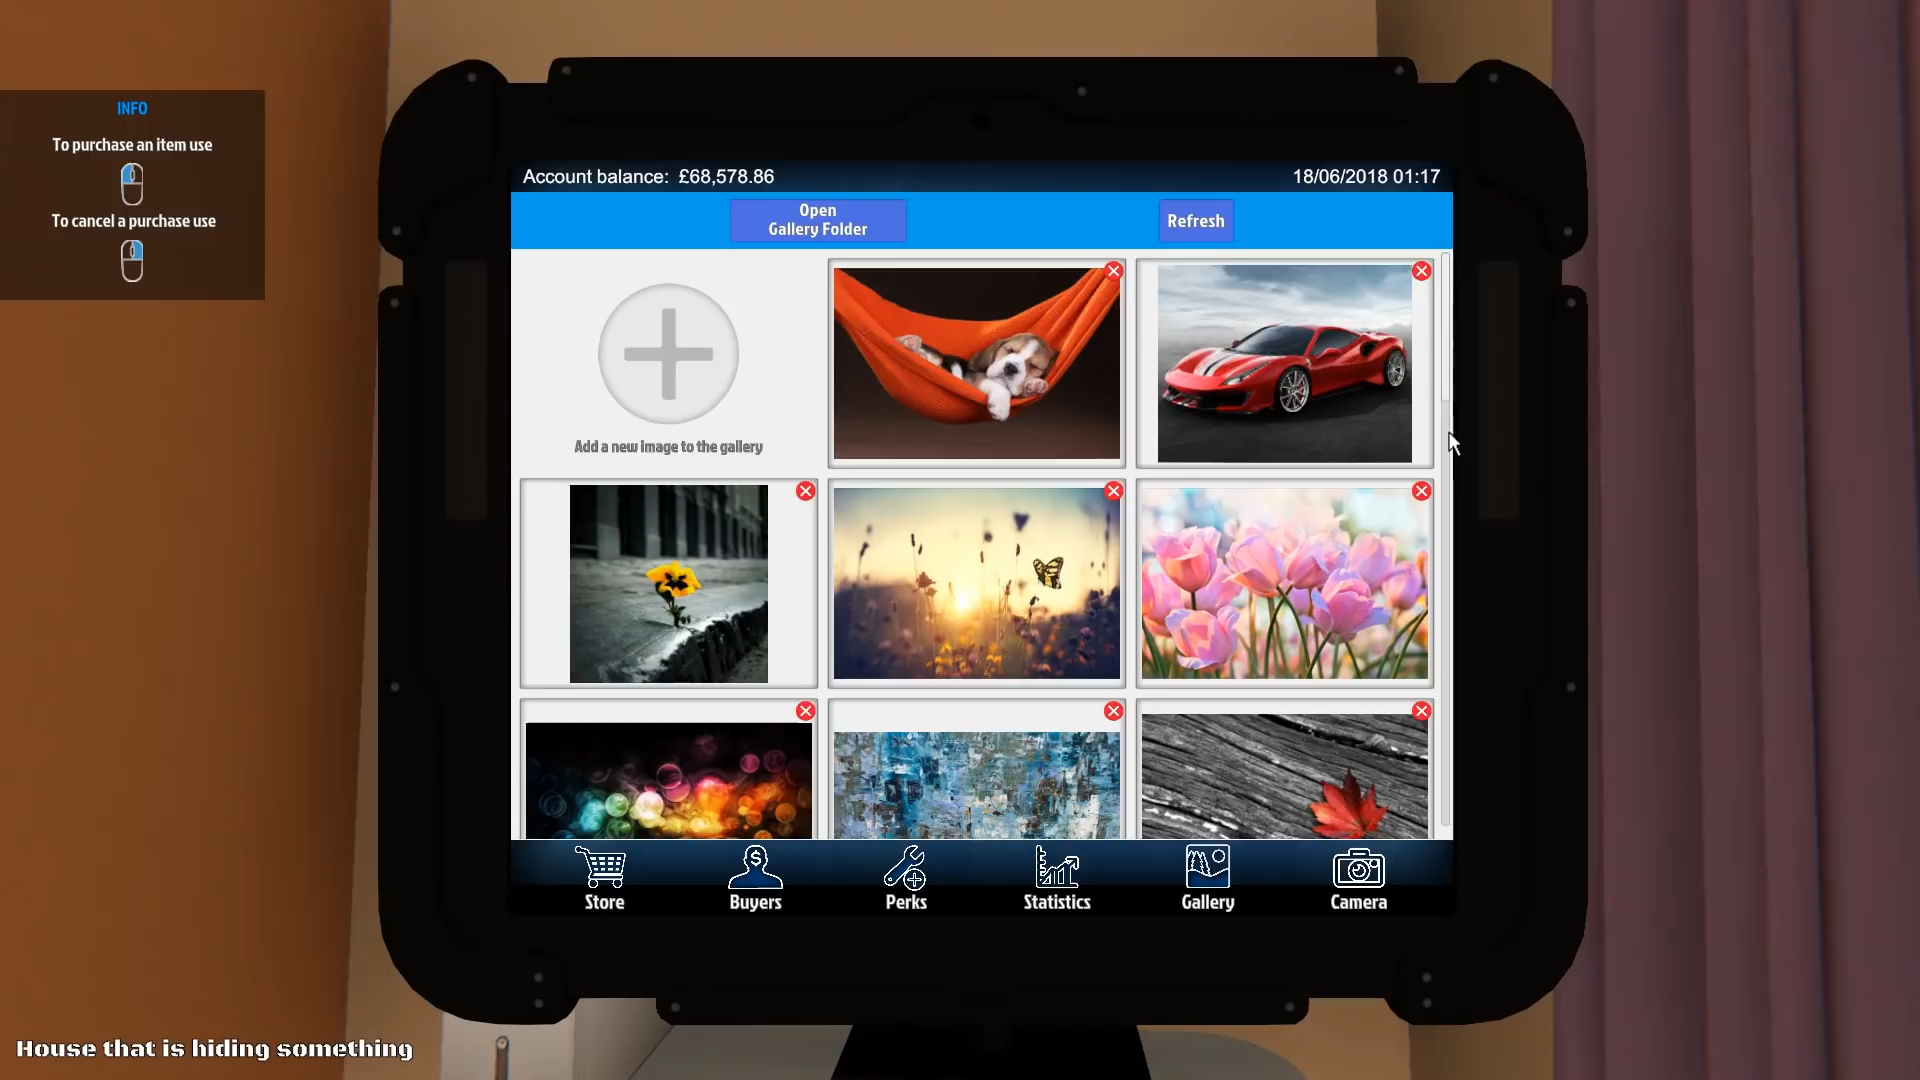 INFO
To purchase an item use
To cancel a purchase use
Account balance: £68,578.86
18/06/2018 01:17
Open
Gallery Folder
Refresh
Add a new image to the gallery
Store
Buyers
Perks
Statistics
Gallery
Camera
House that is hiding something